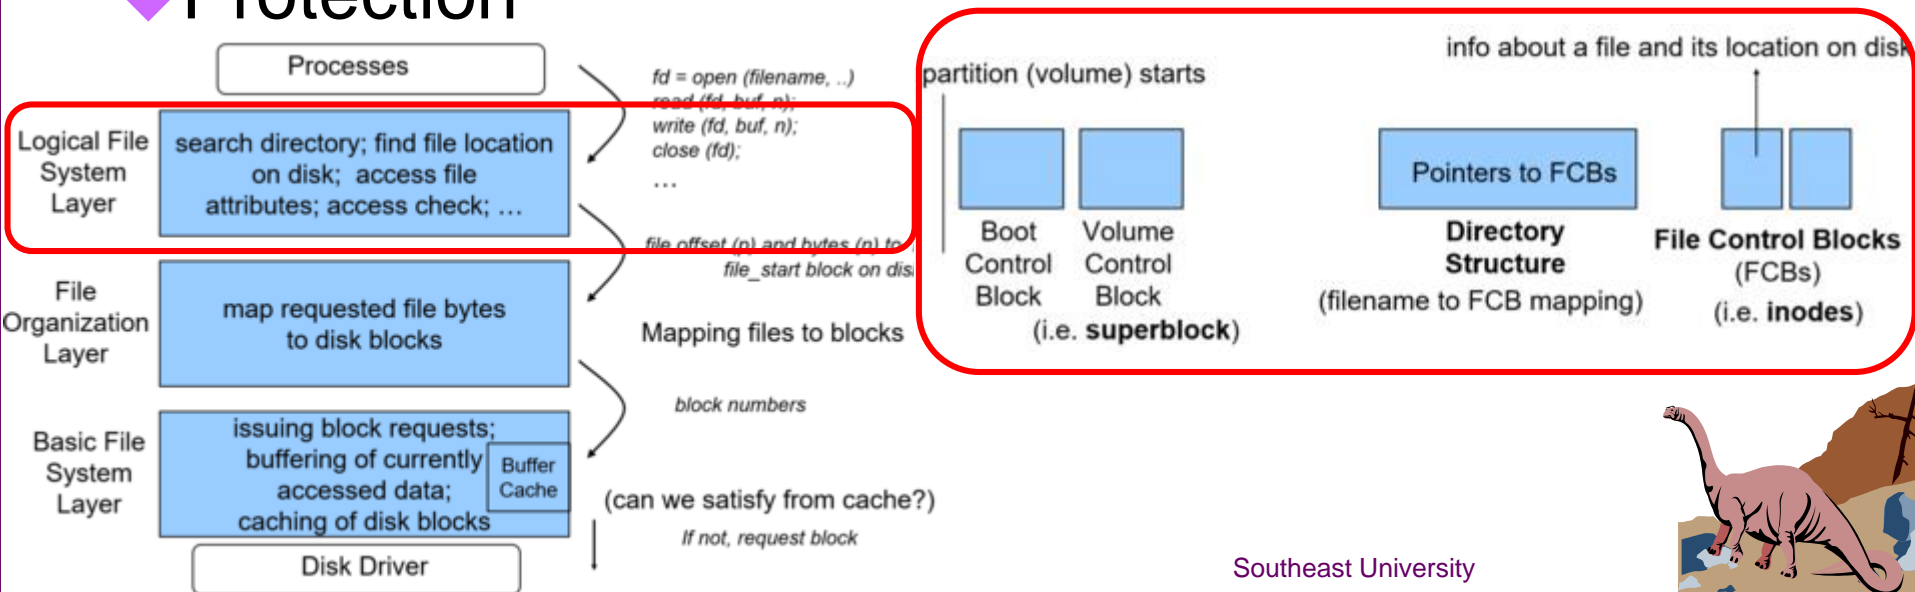 Protection
Processes
fd = open (filename, ..)
read (fd, buf, n);
write (fd, buf, n);
close (fd);
...
Logical File
System
Layer
search directory; find file location
on disk; access file
attributes; access check; ...
file offset (p) and bytes (n) to
file_start block on dis
File
Organization
Layer
map requested file bytes
to disk blocks
Mapping files to blocks
block numbers
Basic File
System
Layer
issuing block requests;
buffering of currently
accessed data;
caching of disk blocks
Buffer
Cache
(can we satisfy from cache?)
If not, request block
Disk Driver
partition (volume) starts
info about a file and its location on disk
Boot
Control
Block
Volume
Control
Block
(i.e. superblock)
Pointers to FCBs
Directory
Structure
(filename to FCB mapping)
File Control Blocks
(FCBs)
(i.e. inodes)
Southeast University